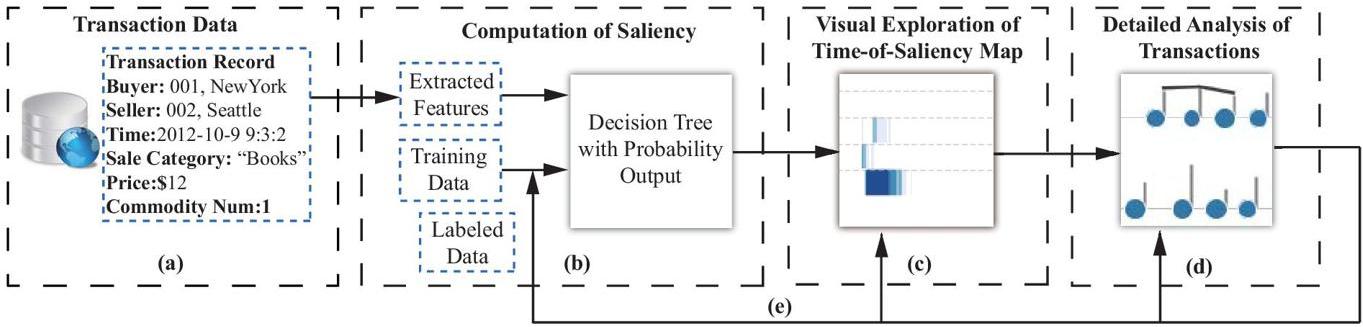 Transaction Data
Transaction Record
Buyer: 001, NewYork
Seller: 002, Seattle
Time:2012-10-9 9:3:2
Sale Category: “Books”
Price:$12
Commodity Num:1
(a)
Computation of Saliency
Extracted
Features
Training
Data
Labeled
Data
Decision Tree
with Probability
Output
(b)
Visual Exploration of
Time-of-Saliency Map
(c)
Detailed Analysis of
Transactions
(d)
(e)